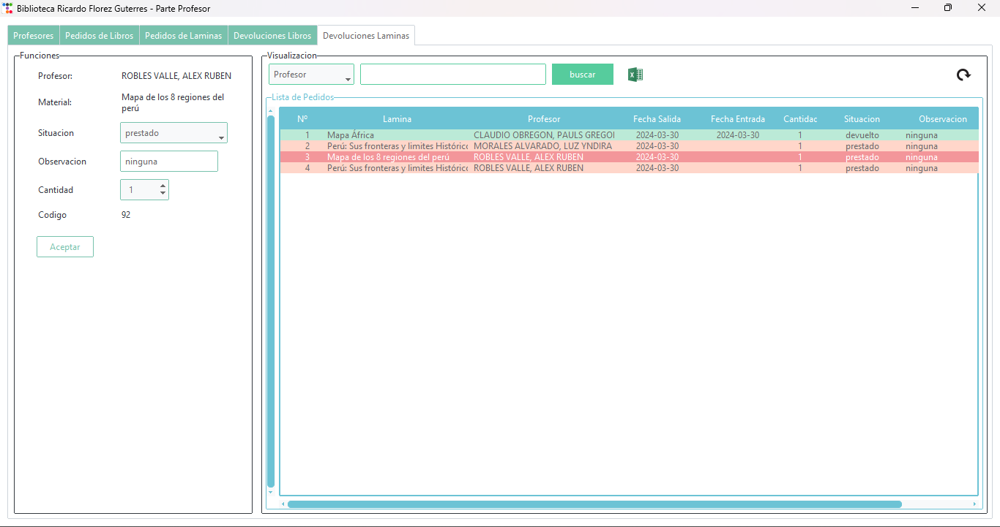 Biblioteca Ricardo Florez Guterres - Parte Profesor
Profesores Pedidos de Libros Pedidos de Laminas Devoluciones Libros Devoluciones Laminas
Funciones
Profesor: ROBLES VALLE, ALEX RUBEN
Material: Mapa de los 8 regiones del
perú
Situacion prestado
Observacion ninguna
Cantidad 1
Codigo 92
Aceptar
Visualizacion
Profesor buscar
Lista de Pedidos
Nº Lamina Profesor Fecha Salida Fecha Entrada Cantidac Situacion Observacion
1 Mapa África CLAUDIO OBREGON, PAULS GREGOI 2024-03-30 2024-03-30 1 devuelto ninguna
2 Perú: Sus fronteras y limites Históric MORALES ALVARADO, LUZ YNDIRA 2024-03-30 1 prestado ninguna
3 Mapa de los 8 regiones del perú ROBLES VALLE, ALEX RUBEN 2024-03-30 1 prestado ninguna
4 Perú: Sus fronteras y limites Históric ROBLES VALLE, ALEX RUBEN 2024-03-30 1 prestado ninguna